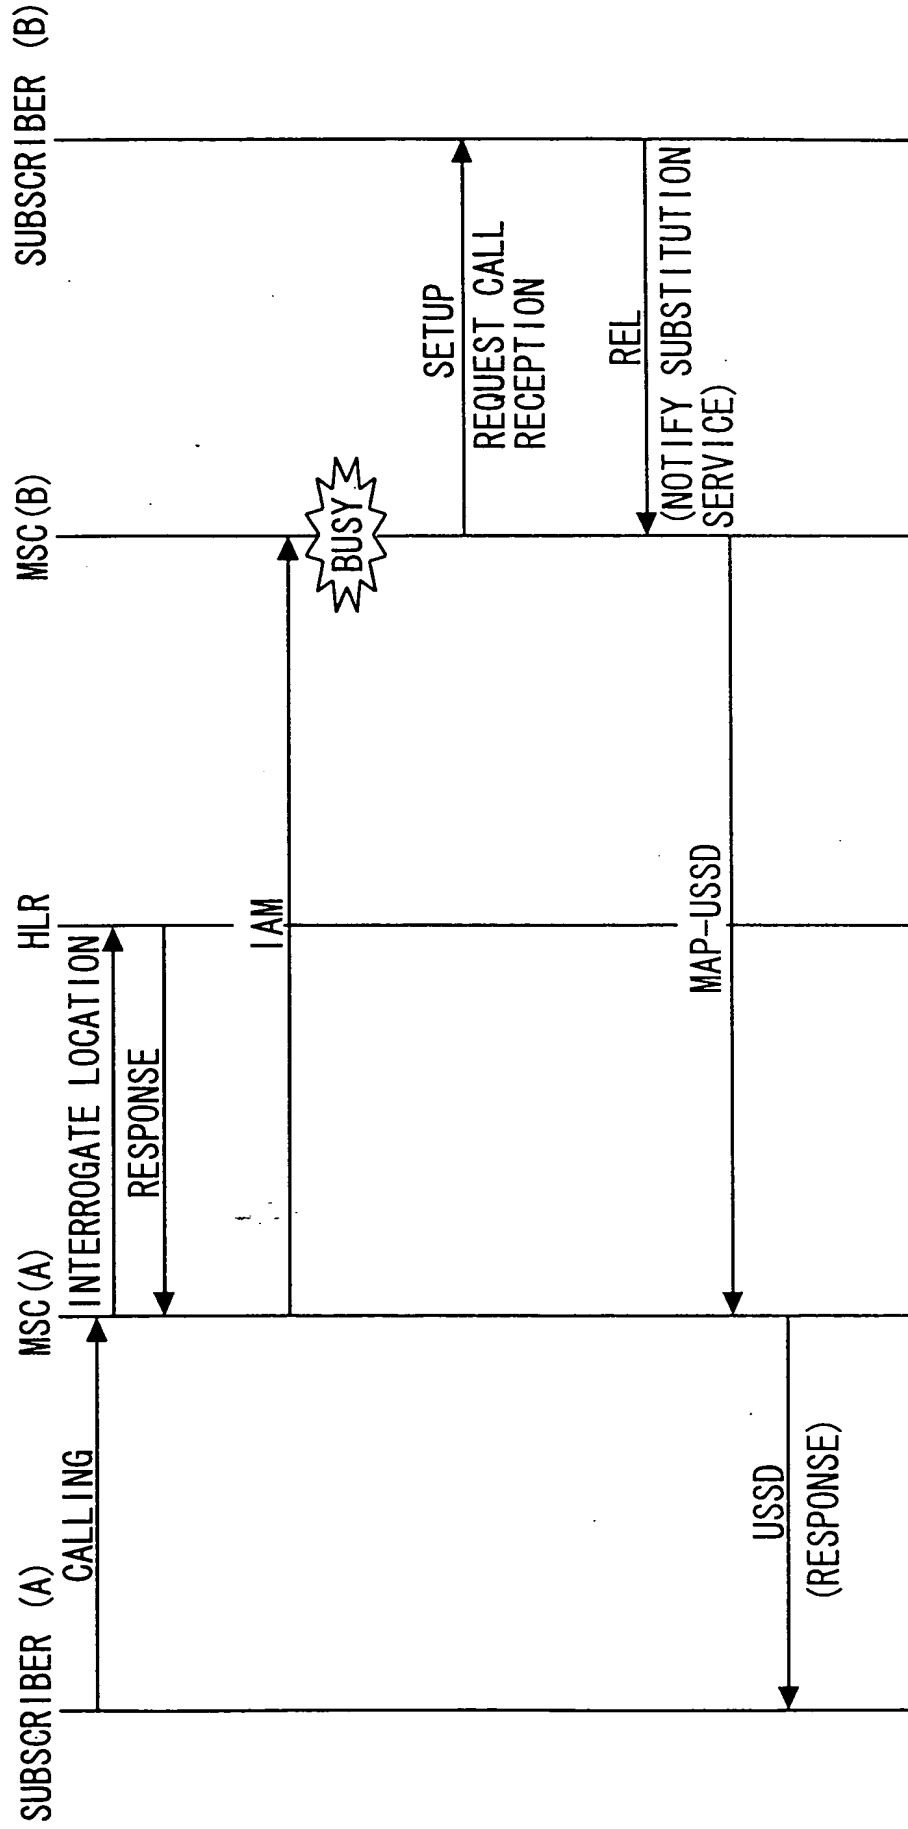 SUBSCRIBER (A)
MSC(A)
HLR
MSC(B)
SUBSCRIBER (B)
CALLING
INTERROGATE LOCATION
RESPONSE
IAM
BUSY
SETUP
REQUEST CALL
RECEPTION
REL
(NOTIFY SUBSTITUTION
SERVICE)
MAP-USSD
USSD
(RESPONSE)